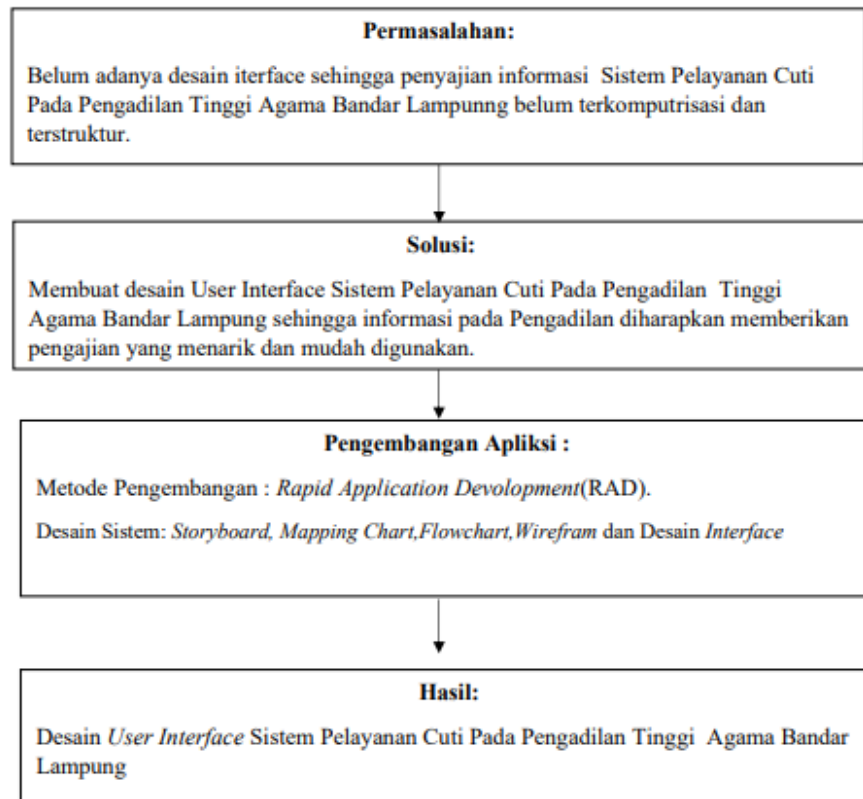 Permasalahan:
Belum adanya desain iterface sehingga penyajian informasi Sistem Pelayanan Cuti
Pada Pengadilan Tinggi Agama Bandar Lampunng belum terkomputrisasi dan
terstruktur.
Solusi:
Membuat desain User Interface Sistem Pelayanan Cuti Pada Pengadilan Tinggi
Agama Bandar Lampung sehingga informasi pada Pengadilan diharapkan memberikan
pengajian yang menarik dan mudah digunakan.
Pengembangan Apliksi :
Metode Pengembangan : Rapid Application Devolopment(RAD).
Desain Sistem: Storyboard, Mapping Chart,Flowchart,Wirefram dan Desain Interface
Hasil:
Desain User Interface Sistem Pelayanan Cuti Pada Pengadilan Tinggi Agama Bandar
Lampung